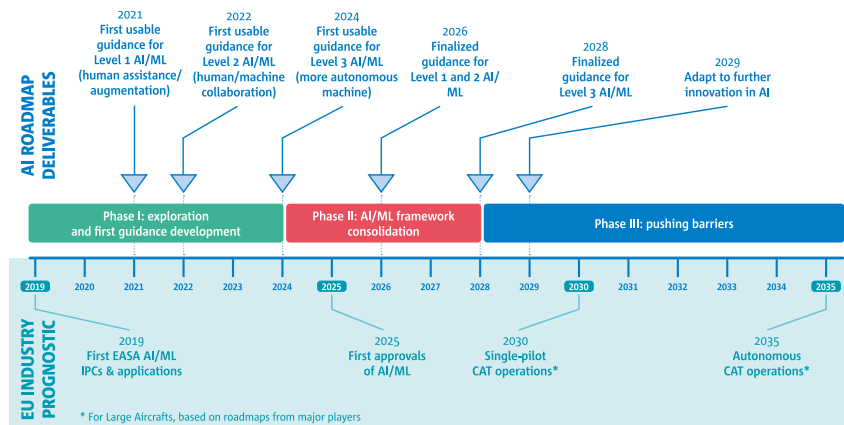 AI ROADMAP
DELIVERABLES
2021
First usable
guidance for
Level 1 AI/ML
(human assistance/
augmentation)
2022
First usable
guidance for
Level 2 AI/ML
(human/machine
collaboration)
2024
First usable
guidance for
Level 3 AI/ML
(more autonomous
machine)
2026
Finalized
guidance for
Level 1 and 2 AI/
ML
2028
Finalized
guidance for
Level 3 AI/ML
2029
Adapt to further
innovation in AI
Phase I: exploration
and first guidance development
Phase II: AI/ML framework
consolidation
Phase III: pushing barriers
2019 2020 2021 2022 2023 2024 2025 2026 2027 2028 2029 2030 2031 2032 2033 2034 2035
EU INDUSTRY
PROGNOSTIC
2019
First EASA AI/ML
IPCs & applications
2025
First approvals
of AI/ML
2030
Single-pilot
CAT operations*
2035
Autonomous
CAT operations*
* For Large Aircrafts, based on roadmaps from major players